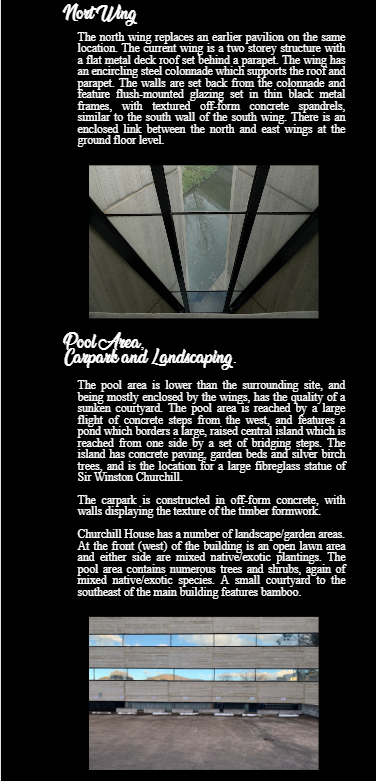 Nort Wing
The north wing replaces an earlier pavilion on the same
location. The current wing is a two storey structure with
a flat metal deck roof set behind a parapet. The wing has
an encircling steel colonnade which supports the roof and
parapet. The walls are set back from the colonnade and
feature flush-mounted glazing set in thin black metal
frames, with textured off-form concrete spandrels,
similar to the south wall of the south wing. There is an
enclosed link between the north and east wings at the
ground floor level.
Pool Area,
Carpark and Landscaping.
The pool area is lower than the surrounding site, and
being mostly enclosed by the wings, has the quality of a
sunken courtyard. The pool area is reached by a large
flight of concrete steps from the west, and features a
pond which borders a large, raised central island which is
reached from one side by a set of bridging steps. The
island has concrete paving, garden beds and silver birch
trees, and is the location for a large fibreglass statue of
Sir Winston Churchill.
The carpark is constructed in off-form concrete, with
walls displaying the texture of the timber formwork.
Churchill House has a number of landscape/garden areas.
At the front (west) of the building is an open lawn area
and either side are mixed native/exotic plantings. The
pool area contains numerous trees and shrubs, again of
mixed native/exotic species. A small courtyard to the
southeast of the main building features bamboo.